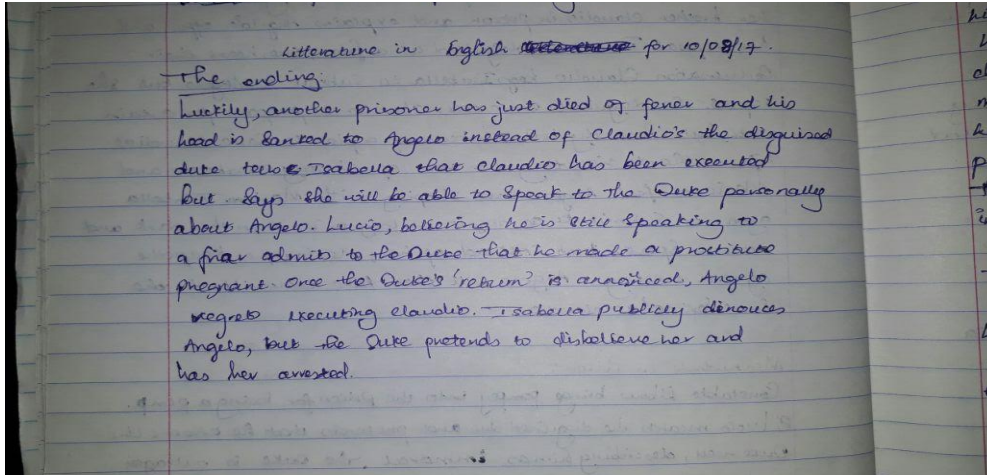 Litterature in English for 10/08/17.
The ending
Luckily, another prisoner has just died of fever and his
head is Sanked to Angelo instead of Claudio's the disguised
duke tells Isabella that Claudio has been executed
but Says She will be able to Speak to The Duke personally
about Angelo. Lucio, believing he is still Speaking to
a friar admits to the Duke that he made a prostitute
pregnant. Once the Duke's 'return' is announced, Angelo
regrets executing Claudio. Isabella publicly denouces
Angelo, but the Duke pretends to disbelieve her and
has her arrested.